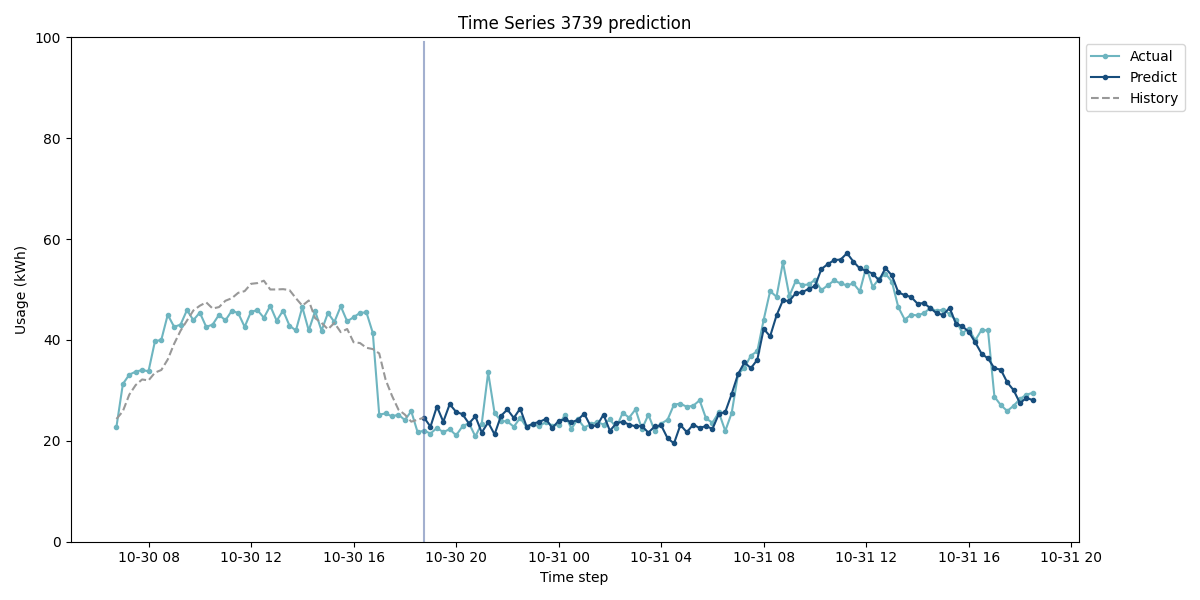 Time Series 3739 prediction
100
80
60
40
20
0
Usage (kWh)
10-30 08
10-30 12
10-30 16
10-30 20
10-31 00
10-31 04
10-31 08
10-31 12
10-31 16
10-31 20
Time step
Actual
Predict
History